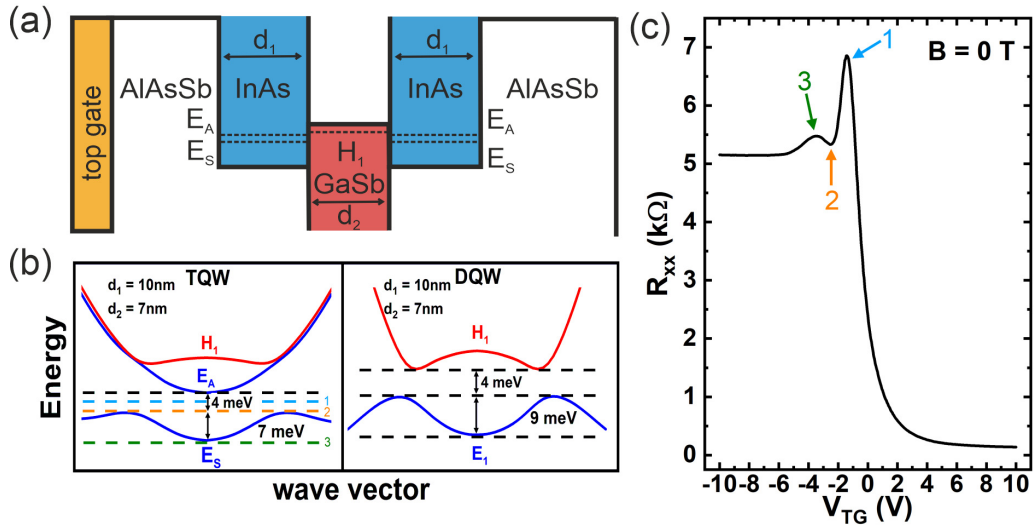 (a)
top gate
AlAsSb
d₁
InAs
E_A
E_S
H₁
GaSb
d₂
d₁
InAs
E_A
E_S
AlAsSb
(b)
Energy
TQW
d₁ = 10nm
d₂ = 7nm
H₁
E_A
4 meV
1
2
7 meV
3
E_S
DQW
d₁ = 10nm
d₂ = 7nm
H₁
4 meV
9 meV
E₁
wave vector
(c)
B = 0 T
1
3
2
R_xx (kΩ)
7
6
5
4
3
2
1
0
-10 -8 -6 -4 -2 0 2 4 6 8 10
V_TG (V)